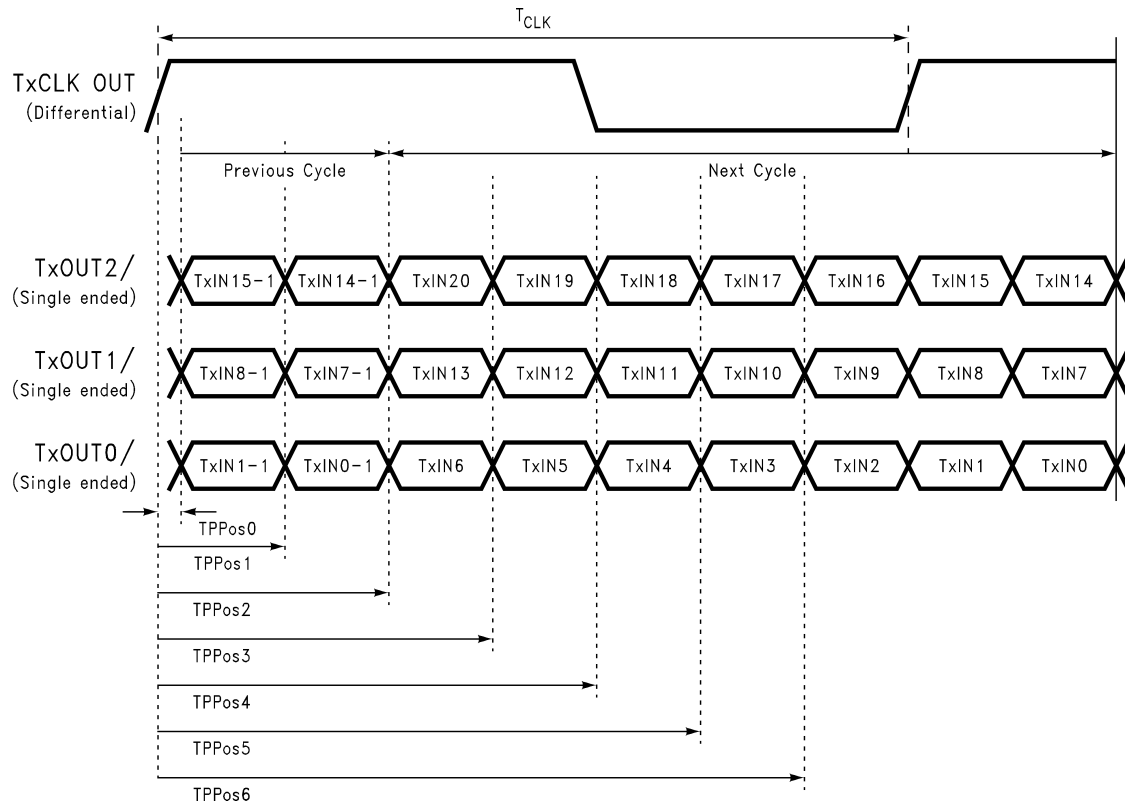 TCLK
TxCLK OUT
(Differential)
Previous Cycle
Next Cycle
TxOUT2/
(Single ended)
TxIN15-1 TxIN14-1 TxIN20 TxIN19 TxIN18 TxIN17 TxIN16 TxIN15 TxIN14
TxOUT1/
(Single ended)
TxIN8-1 TxIN7-1 TxIN13 TxIN12 TxIN11 TxIN10 TxIN9 TxIN8 TxIN7
TxOUT0/
(Single ended)
TxIN1-1 TxIN0-1 TxIN6 TxIN5 TxIN4 TxIN3 TxIN2 TxIN1 TxIN0
TPPos0
TPPos1
TPPos2
TPPos3
TPPos4
TPPos5
TPPos6